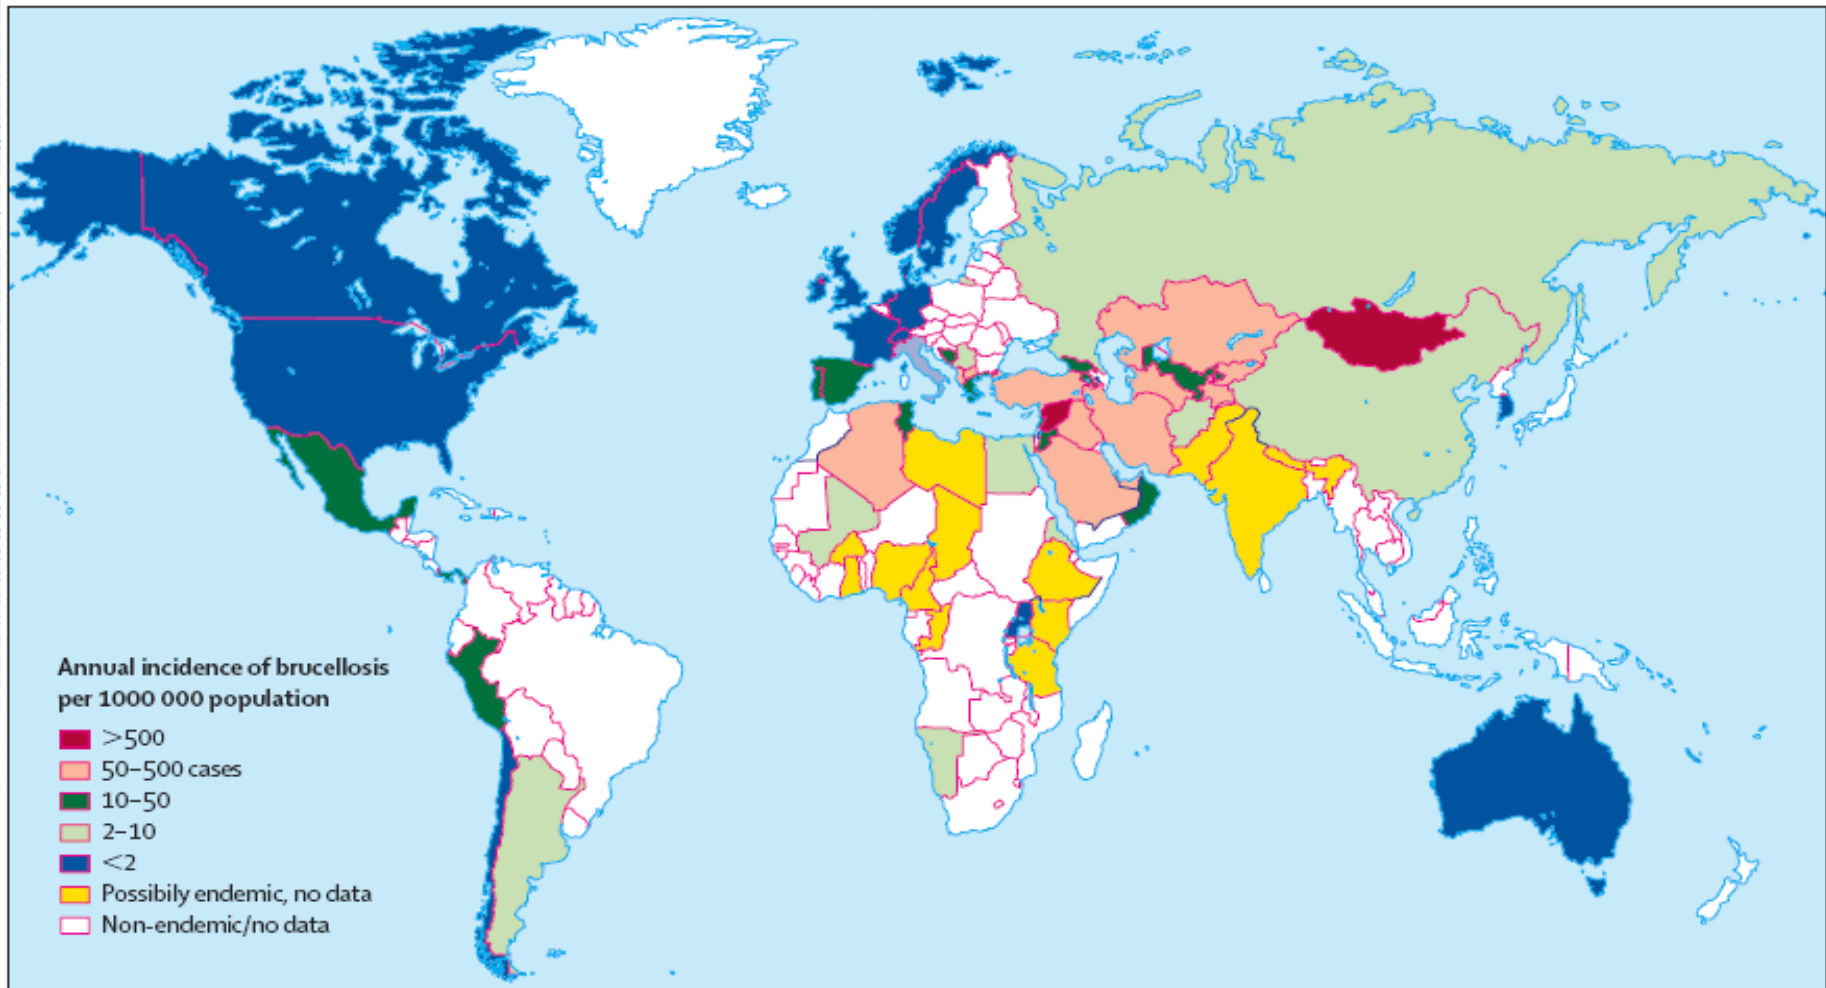 Annual incidence of brucellosis
per 1000 000 population
>500
50–500 cases
10–50
2–10
<2
Possibily endemic, no data
Non-endemic/no data